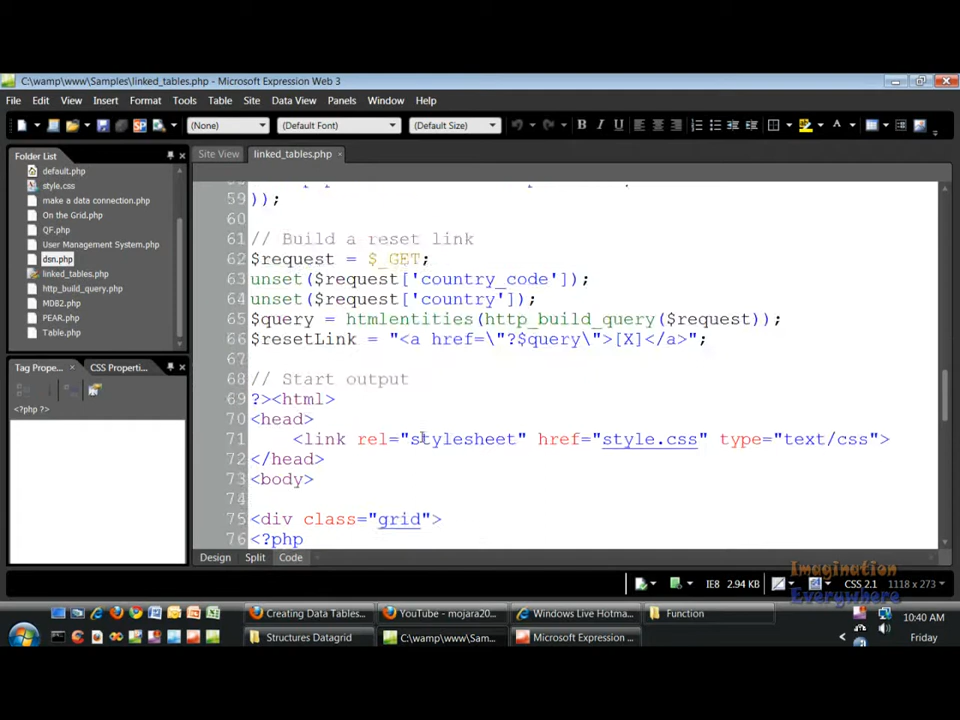 C:\wamp\www\Samples\linked_tables.php - Microsoft Expression Web 3
File Edit View Insert Format Tools Table Site Data View Panels Window Help
(None) (Default Font) (Default Size) B I U A
Folder List
default.php
style.css
make a data connection.php
On the Grid.php
QF.php
User Management System.php
dsn.php
linked_tables.php
http_build_query.php
MDB2.php
PEAR.php
Table.php
Tag Prope... CSS Properti...
<?php ?>
Site View linked_tables.php
59 ));
60
61 // Build a reset link
62 $request = $_GET;
63 unset($request['country_code']);
64 unset($request['country']);
65 $query = htmlentities(http_build_query($request));
66 $resetLink = "<a href=\"?$query\">[X]</a>";
67
68 // Start output
69 ?><html>
70 <head>
71 <link rel="stylesheet" href="style.css" type="text/css">
72 </head>
73 <body>
74
75 <div class="grid">
76 <?php
Design Split Code
Imagination
Everywhere
IE8 2.94 KB CSS 2.1 1118 x 273
Creating Data Tables... YouTube - mojara20... Windows Live Hotma... Function
Structures Datagrid C:\wamp\www\Sam... Microsoft Expression ...
10:40 AM
Friday